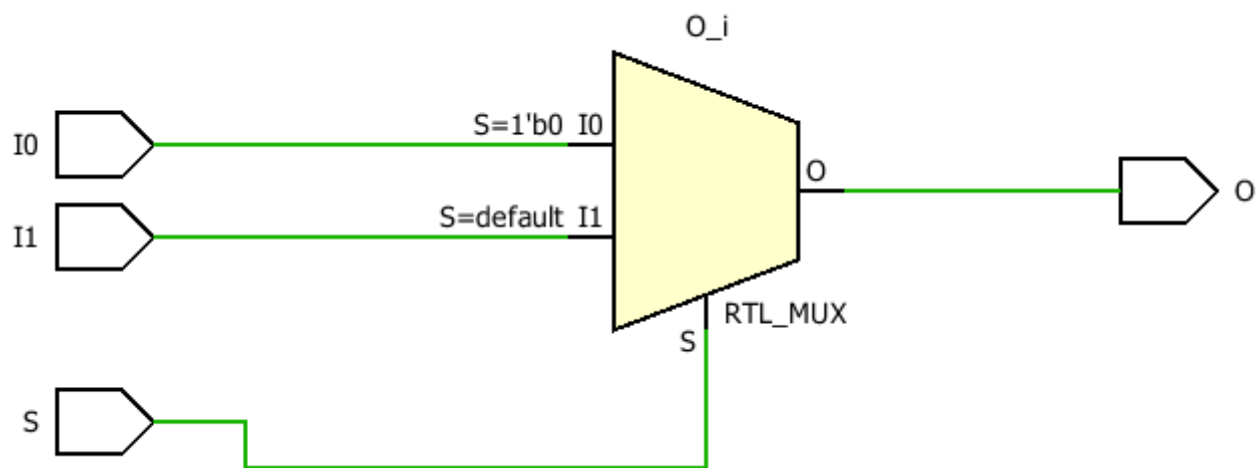 O_i
I0
S=1'b0 I0
O
O
I1
S=default I1
RTL_MUX
S
S